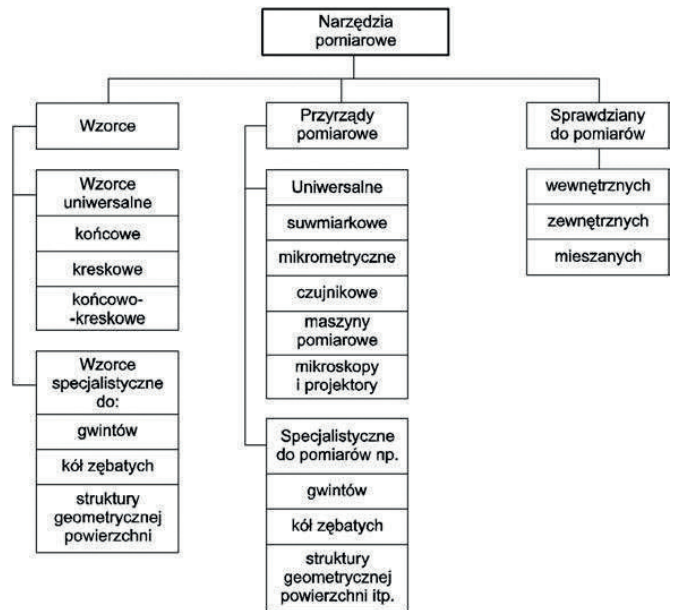 Narzędzia
pomiarowe
Wzorce
Wzorce
uniwersalne
końcowe
kreskowe
końcowo-
-kreskowe
Wzorce
specjalistyczne
do:
gwintów
kół zębatych
struktury
geometrycznej
powierzchni
Przyrządy
pomiarowe
Uniwersalne
suwmiarkowe
mikrometryczne
czujnikowe
maszyny
pomiarowe
mikroskopy
i projektory
Specjalistyczne
do pomiarów np.
gwintów
kół zębatych
struktury
geometrycznej
powierzchni itp.
Sprawdziany
do pomiarów
wewnętrznych
zewnętrznych
mieszanych